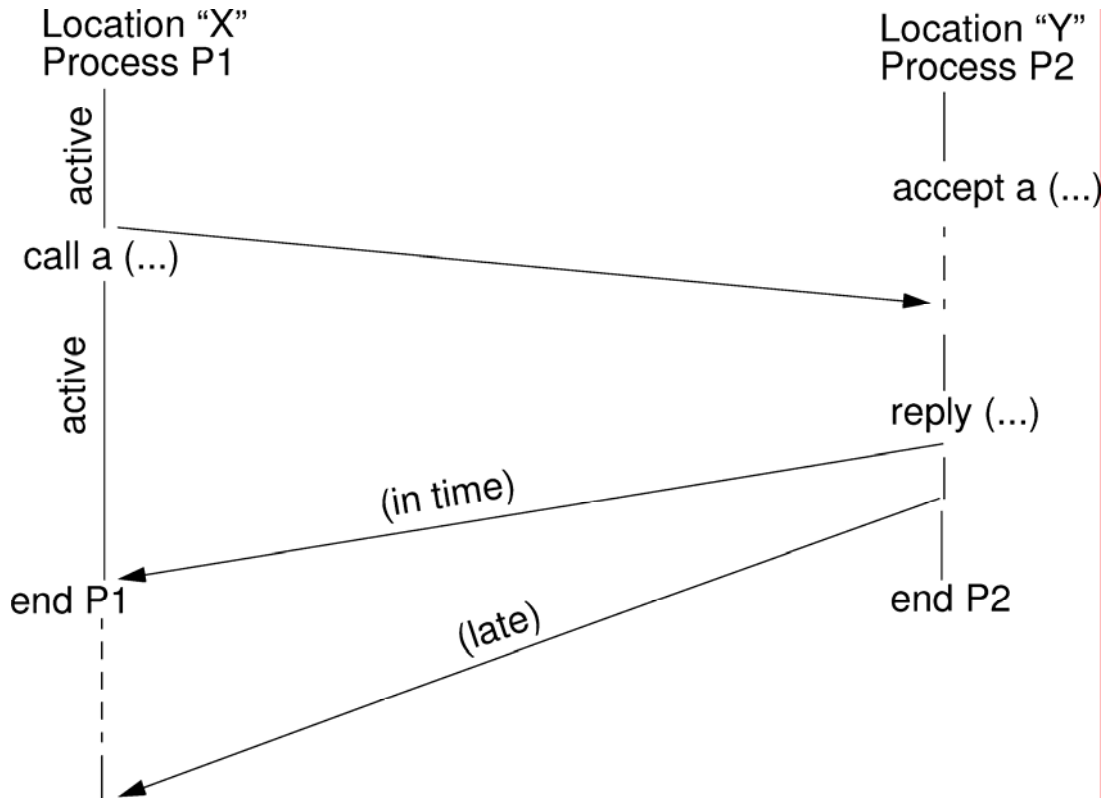 Location “X”
Process P1
Location “Y”
Process P2
active
accept a (...)
call a (...)
active
reply (...)
(in time)
end P1
end P2
(late)